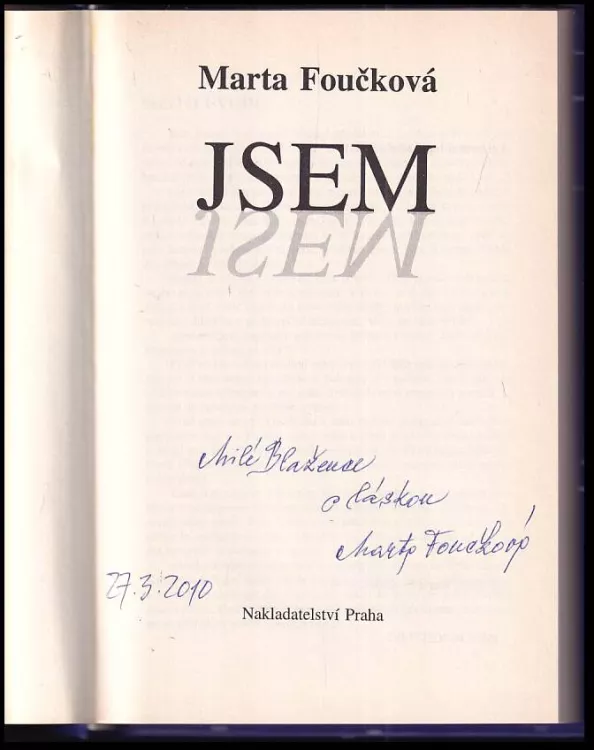 Marta Foučková
JSEM
JSEM
Milé Blažence
s láskou
Marta Foučková
27.3.2010
Nakladatelství Praha